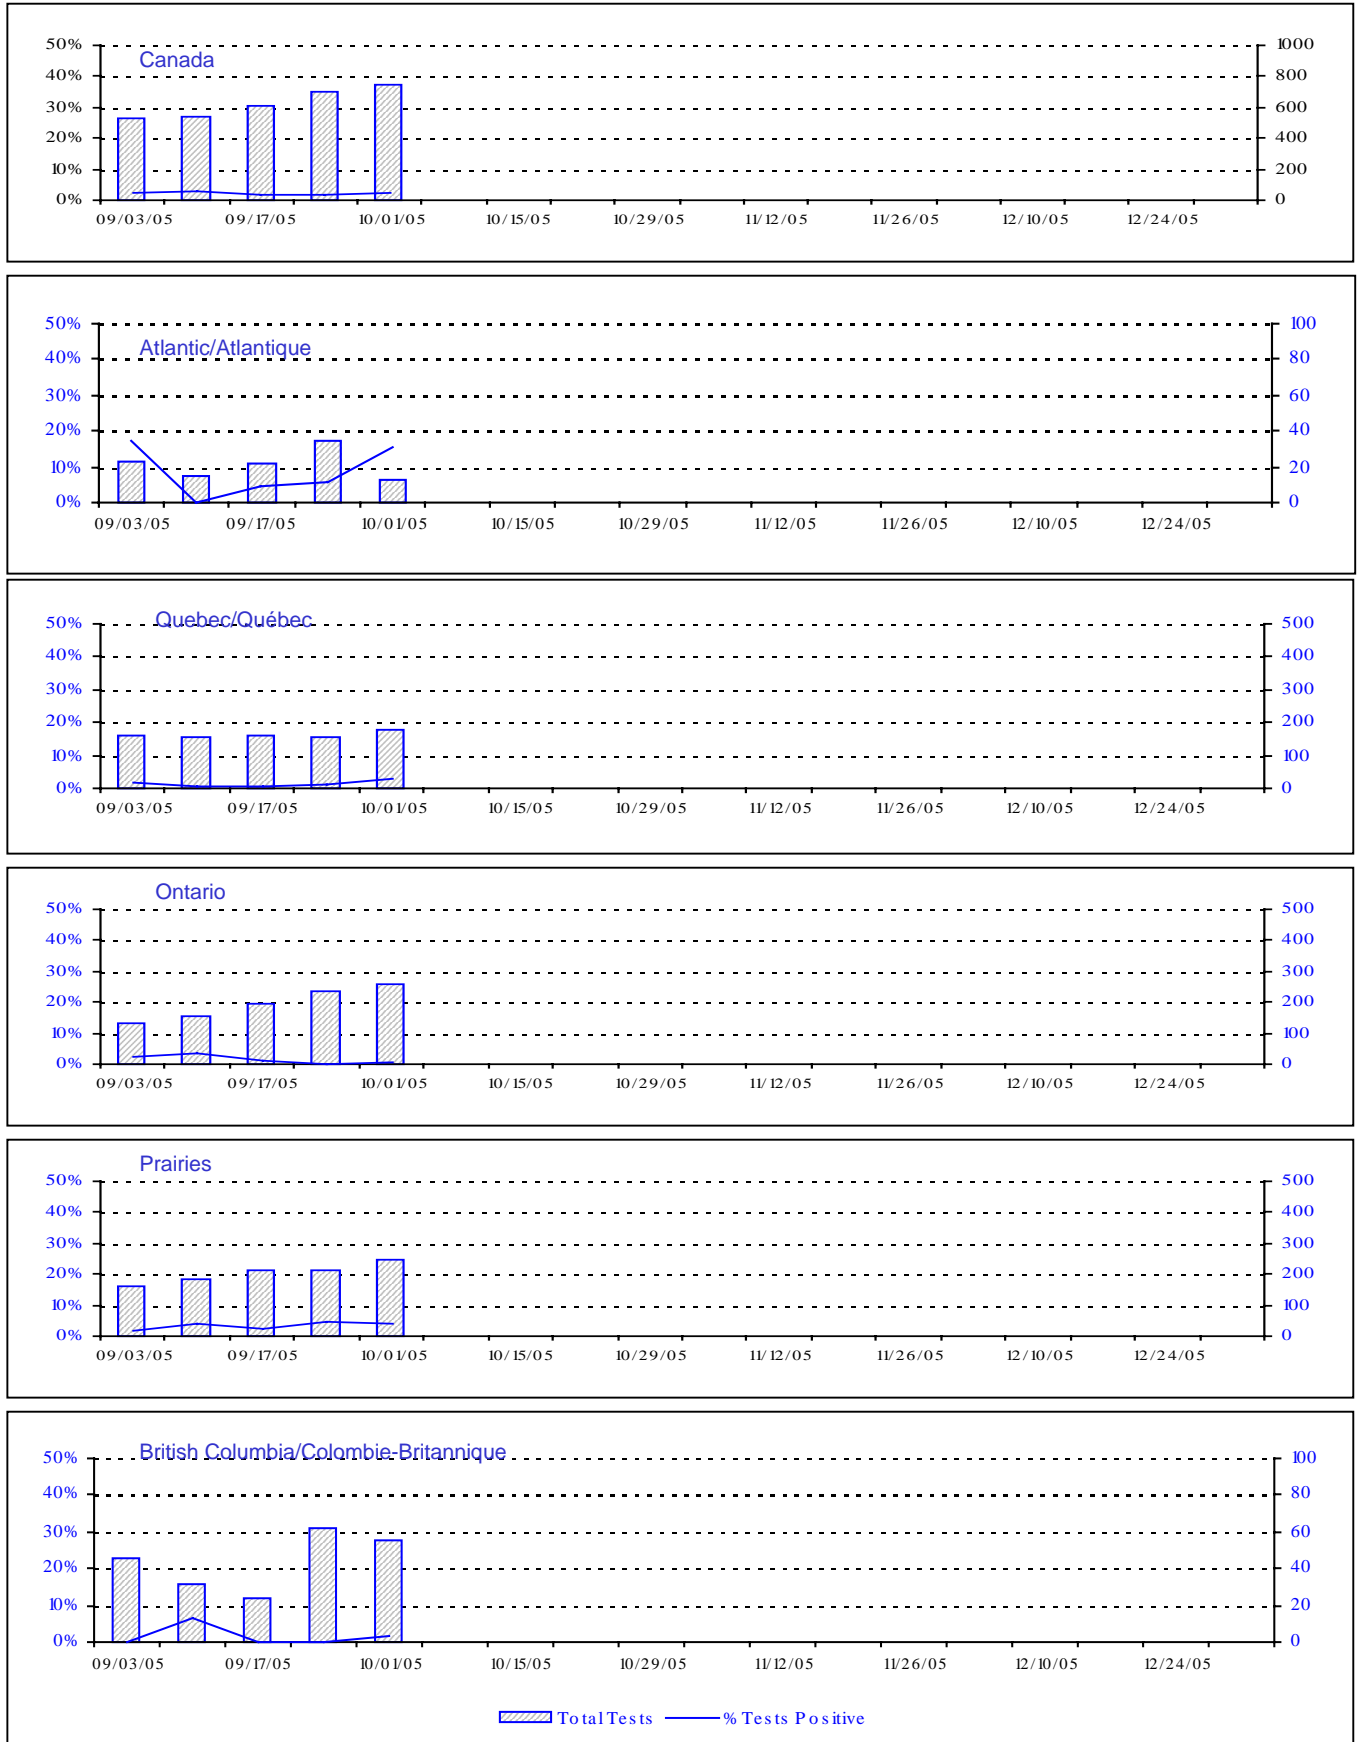 Canada
50% 1000
40% 800
30% 600
20% 400
10% 200
0% 0
09/03/05 09/17/05 10/01/05 10/15/05 10/29/05 11/12/05 11/26/05 12/10/05 12/24/05
Atlantic/Atlantique
50% 100
40% 80
30% 60
20% 40
10% 20
0% 0
09/03/05 09/17/05 10/01/05 10/15/05 10/29/05 11/12/05 11/26/05 12/10/05 12/24/05
Quebec/Québec
50% 500
40% 400
30% 300
20% 200
10% 100
0% 0
09/03/05 09/17/05 10/01/05 10/15/05 10/29/05 11/12/05 11/26/05 12/10/05 12/24/05
Ontario
50% 500
40% 400
30% 300
20% 200
10% 100
0% 0
09/03/05 09/17/05 10/01/05 10/15/05 10/29/05 11/12/05 11/26/05 12/10/05 12/24/05
Prairies
50% 500
40% 400
30% 300
20% 200
10% 100
0% 0
09/03/05 09/17/05 10/01/05 10/15/05 10/29/05 11/12/05 11/26/05 12/10/05 12/24/05
British Columbia/Colombie-Britannique
50% 100
40% 80
30% 60
20% 40
10% 20
0% 0
09/03/05 09/17/05 10/01/05 10/15/05 10/29/05 11/12/05 11/26/05 12/10/05 12/24/05
Total Tests % Tests Positive